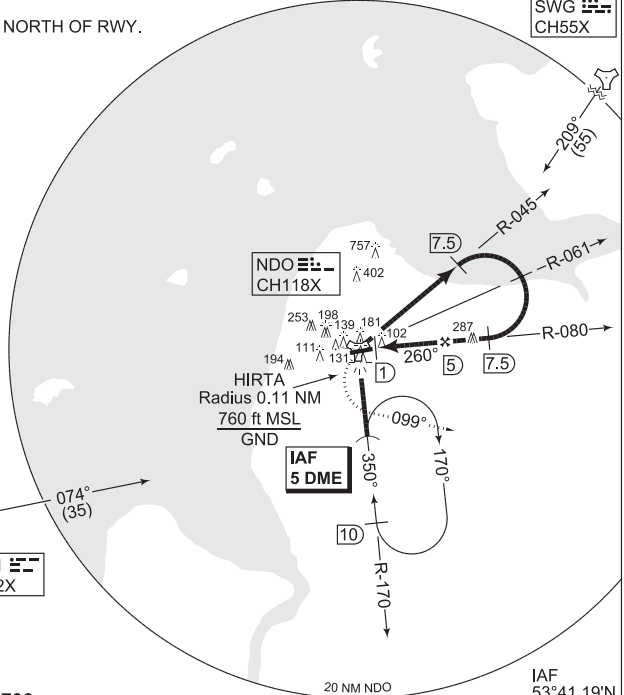 SWG
CH55X
NORTH OF RWY.
209°
(55)
R-045
7.5
757
R-061
NDO
CH118X
402
253
198
139
181
102
287
R-080
111
260°
5
7.5
194
131
1
HIRTA
Radius 0.11 NM
760 ft MSL
GND
099°
IAF
5 DME
350°
170°
074°
(35)
10
2X
R-170
20 NM NDO
IAF
53°41.19'N